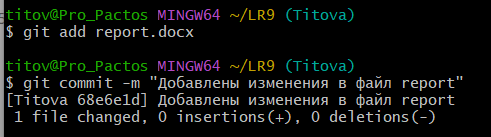 titov@Pro_Pactos MINGW64 ~/LR9 (Titova)
$ git add report.docx
titov@Pro_Pactos MINGW64 ~/LR9 (Titova)
$ git commit -m "Добавлены изменения в файл report"
[Titova 68e6e1d] Добавлены изменения в файл report
1 file changed, 0 insertions(+), 0 deletions(-)